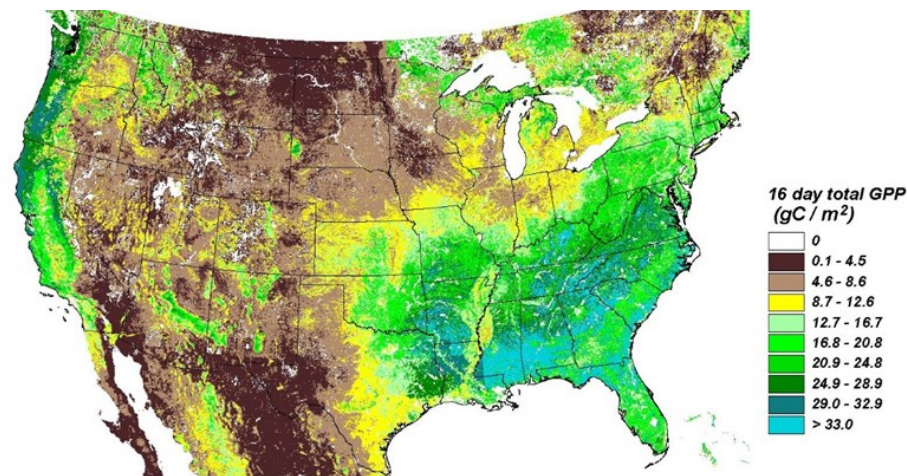 16 day total GPP
(gC / m²)
0
0.1 - 4.5
4.6 - 8.6
8.7 - 12.6
12.7 - 16.7
16.8 - 20.8
20.9 - 24.8
24.9 - 28.9
29.0 - 32.9
> 33.0